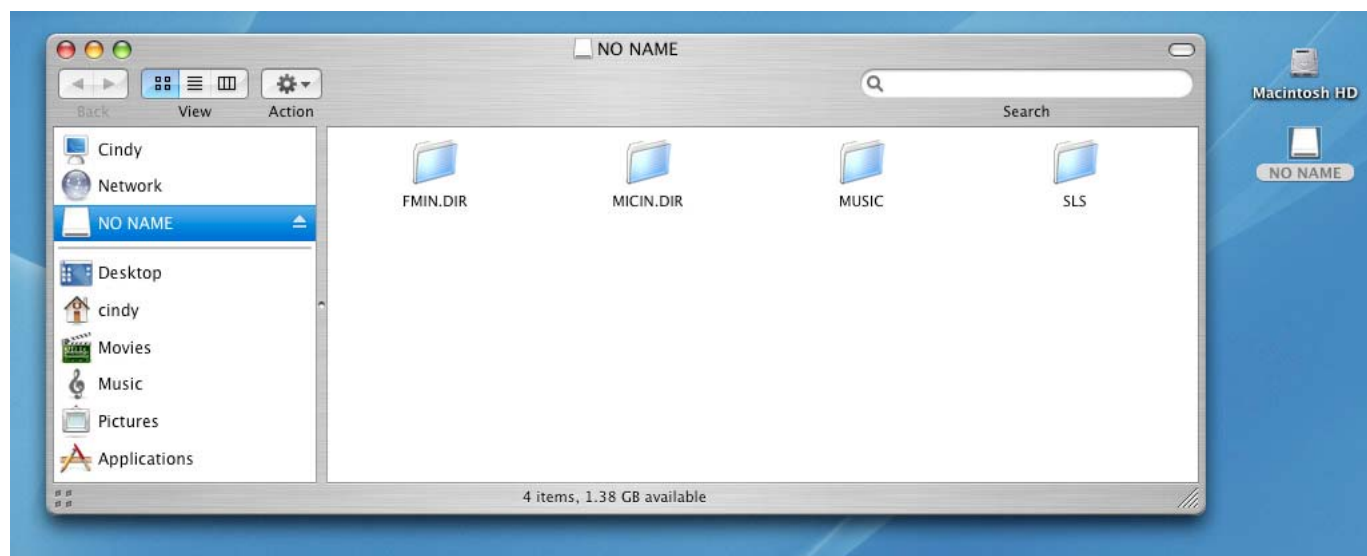 NO NAME
Back View Action Search
Cindy
Network
NO NAME
Desktop
cindy
Movies
Music
Pictures
Applications
FMIN.DIR MICIN.DIR MUSIC SLS
4 items, 1.38 GB available
Macintosh HD
NO NAME